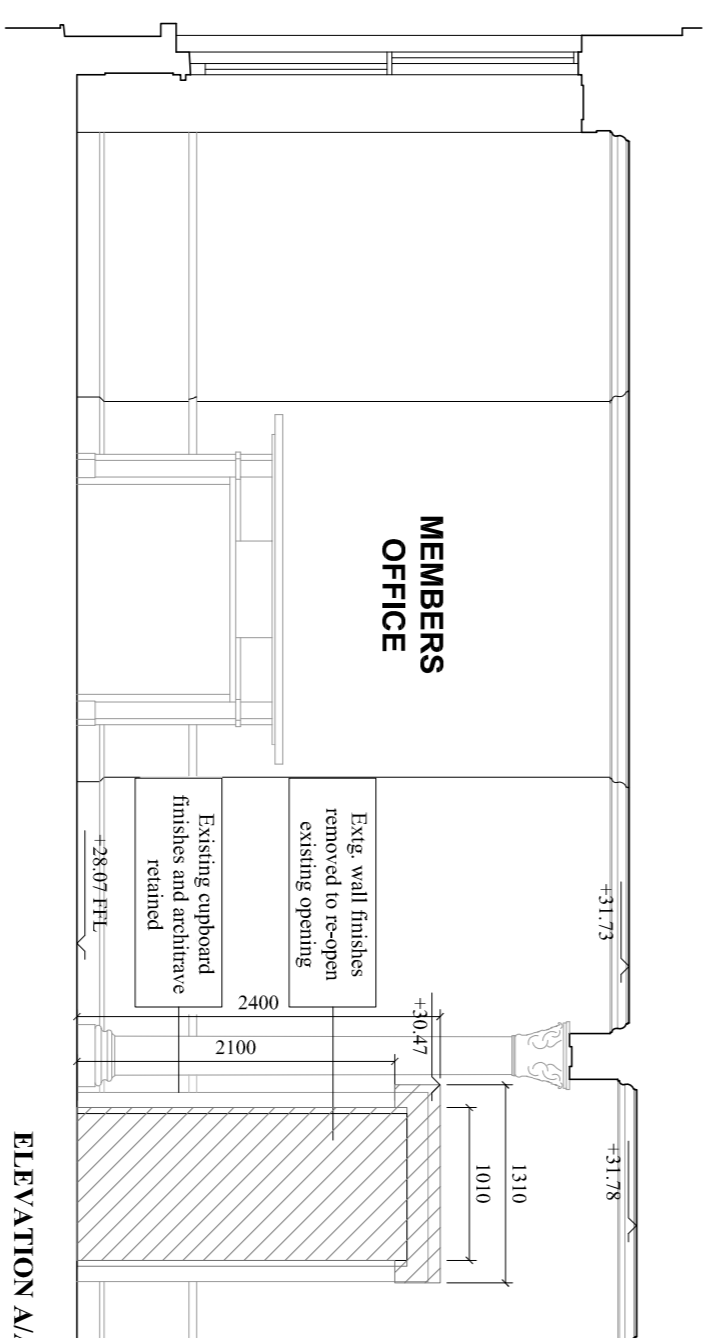 MEMBERS
OFFICE
Extg. wall finishes
removed to re-open
existing opening
Existing cupboard
finishes and architrave
retained
+28.07 FFL
+31.73
+30.47
+31.78
2400
2100
1310
1010
ELEVATION A/